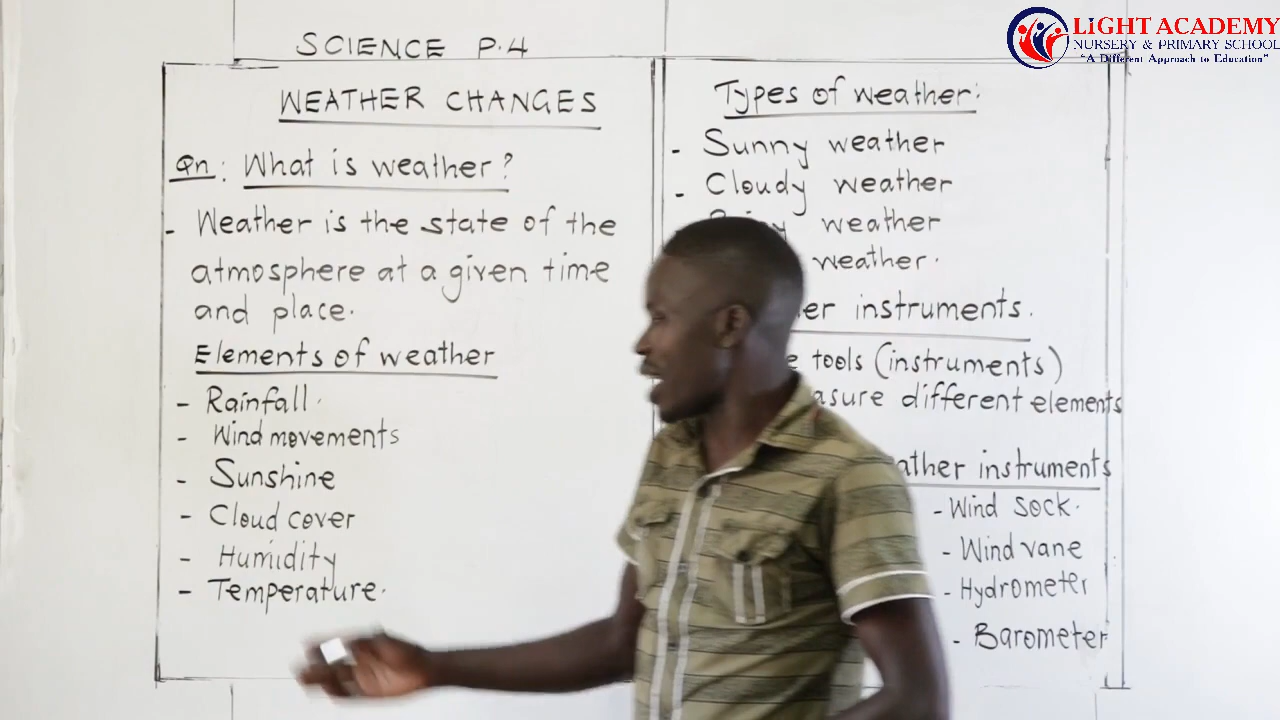 LiGHT ACADEMY
NURSERY & PRIMARY SCHOOL
"A Different Approach to Education"
SCIENCE P.4
WEATHER CHANGES
Qn: What is weather?
- Weather is the state of the
atmosphere at a given time
and place.
Elements of weather
- Rainfall.
- Wind movements
- Sunshine
- Cloud cover
- Humidity
- Temperature.
Types of weather:
- Sunny weather
- Cloudy weather
weather
weather.
instruments.
tools (instruments)
different elements
instruments
- Wind sock.
- Wind vane
- Hydrometer
- Barometer